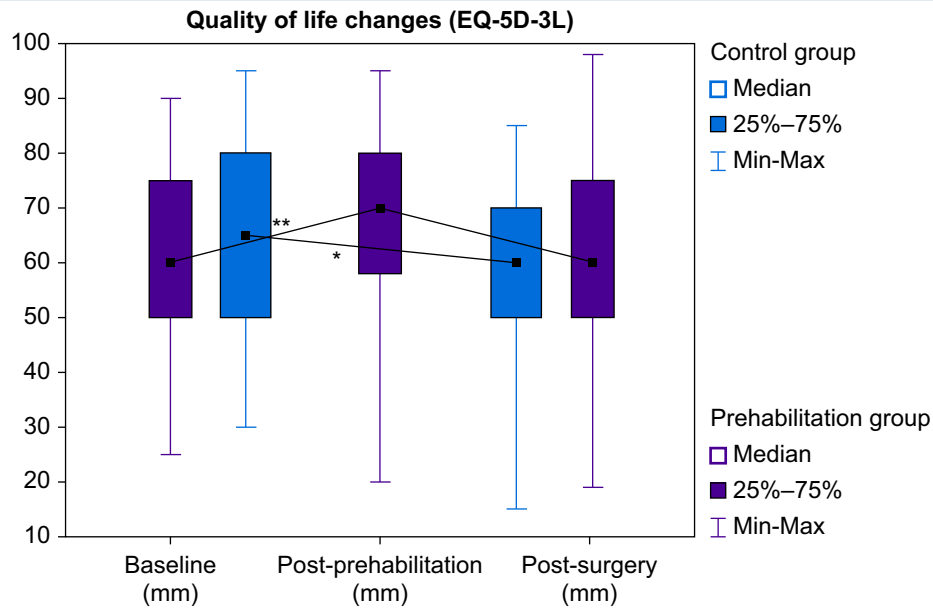 Quality of life changes (EQ-5D-3L)
100
90
80
70
60
50
40
30
20
10
**
*
Baseline
(mm)
Post-prehabilitation
(mm)
Post-surgery
(mm)
Control group
Median
25%–75%
Min-Max
Prehabilitation group
Median
25%–75%
Min-Max